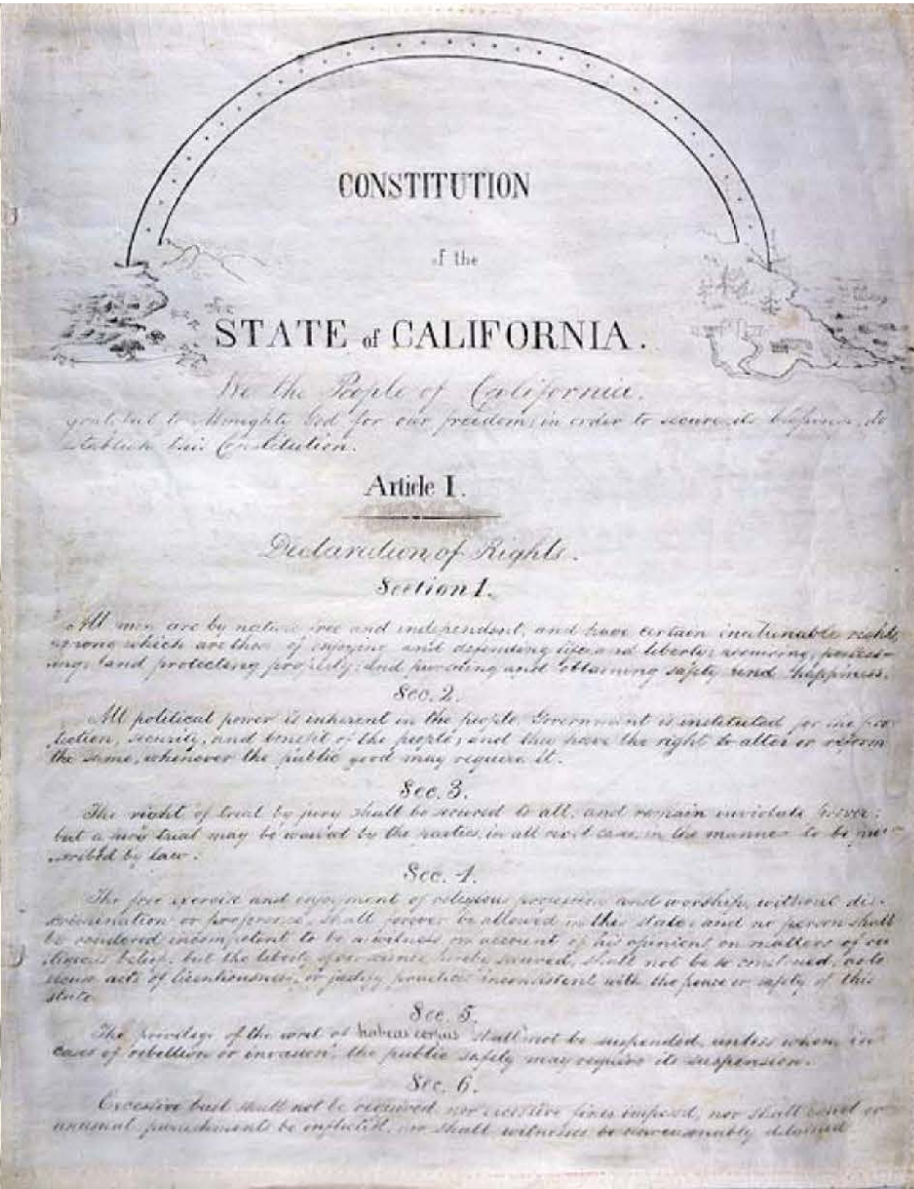 CONSTITUTION
of the
STATE of CALIFORNIA.
We the People of California,
grateful to Almighty God for our freedom, in order to secure its blessings, do
establish this Constitution.
Article I.
Declaration of Rights.
Section 1.
All men are by nature free and independent, and have certain inalienable rights,
among which are those of enjoying and defending life and liberty; acquiring, possess-
ing, and protecting property; and pursuing and obtaining safety and happiness.
Sec. 2.
All political power is inherent in the people. Government is instituted for the pro-
tection, security, and benefit of the people; and they have the right to alter or reform
the same, whenever the public good may require it.
Sec. 3.
The right of trial by jury shall be secured to all, and remain inviolate forever;
but a jury trial may be waived by the parties, in all civil cases, in the manner to be pre-
scribed by law.
Sec. 4.
The free exercise and enjoyment of religious profession and worship, without dis-
crimination or preference, shall forever be allowed in this state; and no person shall
be rendered incompetent to be a witness on account of his opinions on matters of re-
ligious belief; but the liberty of conscience hereby secured, shall not be so construed, as to
excuse acts of licentiousness, or justify practices inconsistent with the peace or safety of this
state.
Sec. 5.
The privilege of the writ of habeas corpus shall not be suspended, unless when, in
cases of rebellion or invasion, the public safety may require its suspension.
Sec. 6.
Excessive bail shall not be required, nor excessive fines imposed, nor shall cruel or
unusual punishments be inflicted, nor shall witnesses be unreasonably detained